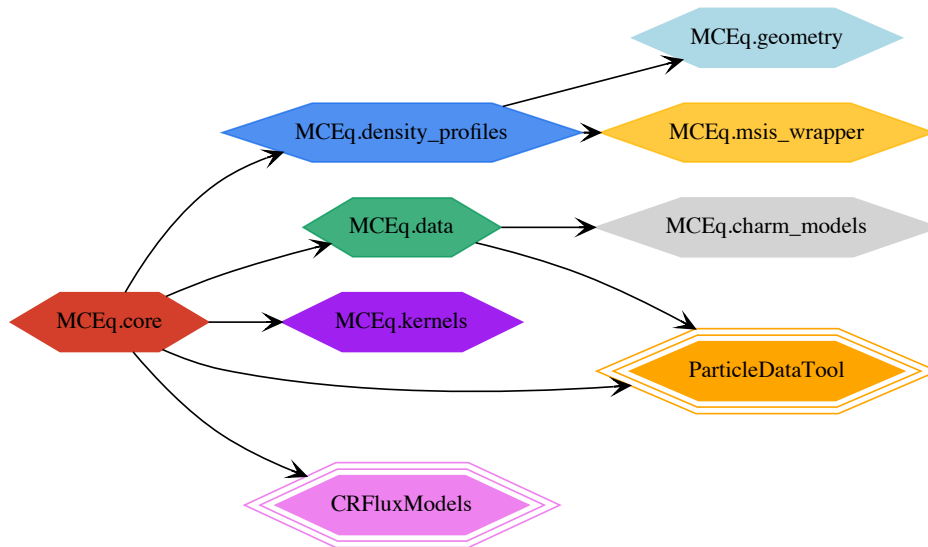 MCEq.geometry
MCEq.density_profiles
MCEq.msis_wrapper
MCEq.data
MCEq.charm_models
MCEq.core
MCEq.kernels
ParticleDataTool
CRFluxModels